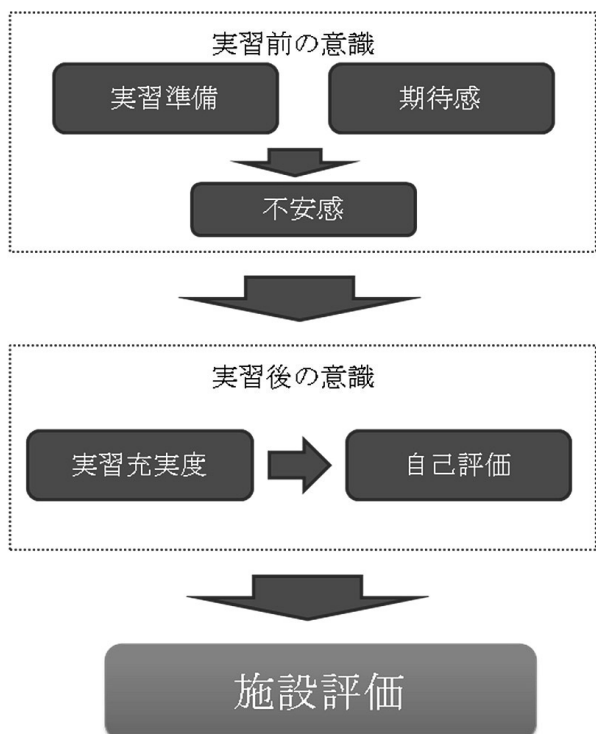 実習前の意識
実習準備
期待感
不安感
実習後の意識
実習充実度
自己評価
施設評価